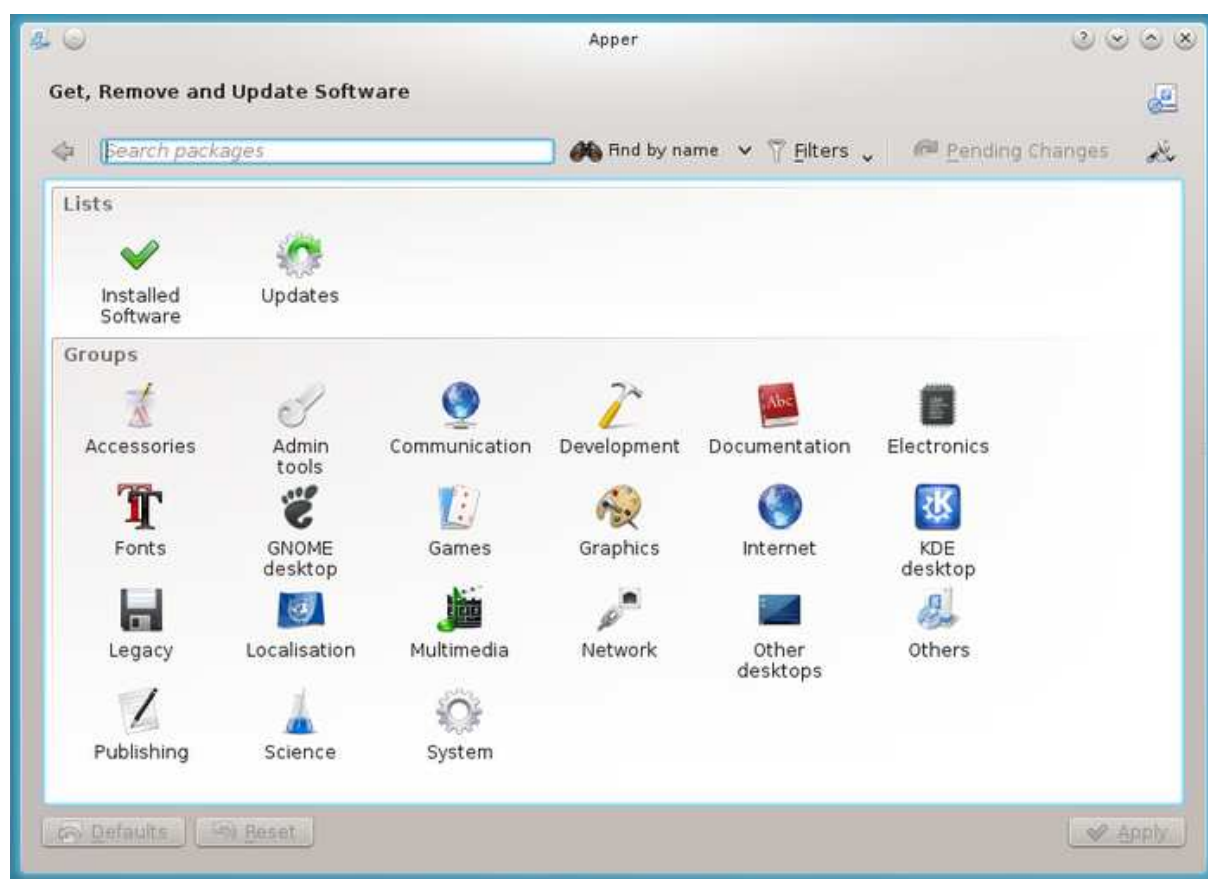 Apper
Get, Remove and Update Software
Search packages
Find by name
Filters
Pending Changes
Lists
Installed
Software
Updates
Groups
Accessories
Admin
tools
Communication
Development
Abc
Documentation
Electronics
Fonts
GNOME
desktop
Games
Graphics
Internet
KDE
desktop
Legacy
Localisation
Multimedia
Network
Other
desktops
Others
Publishing
Science
System
Defaults
Reset
Apply